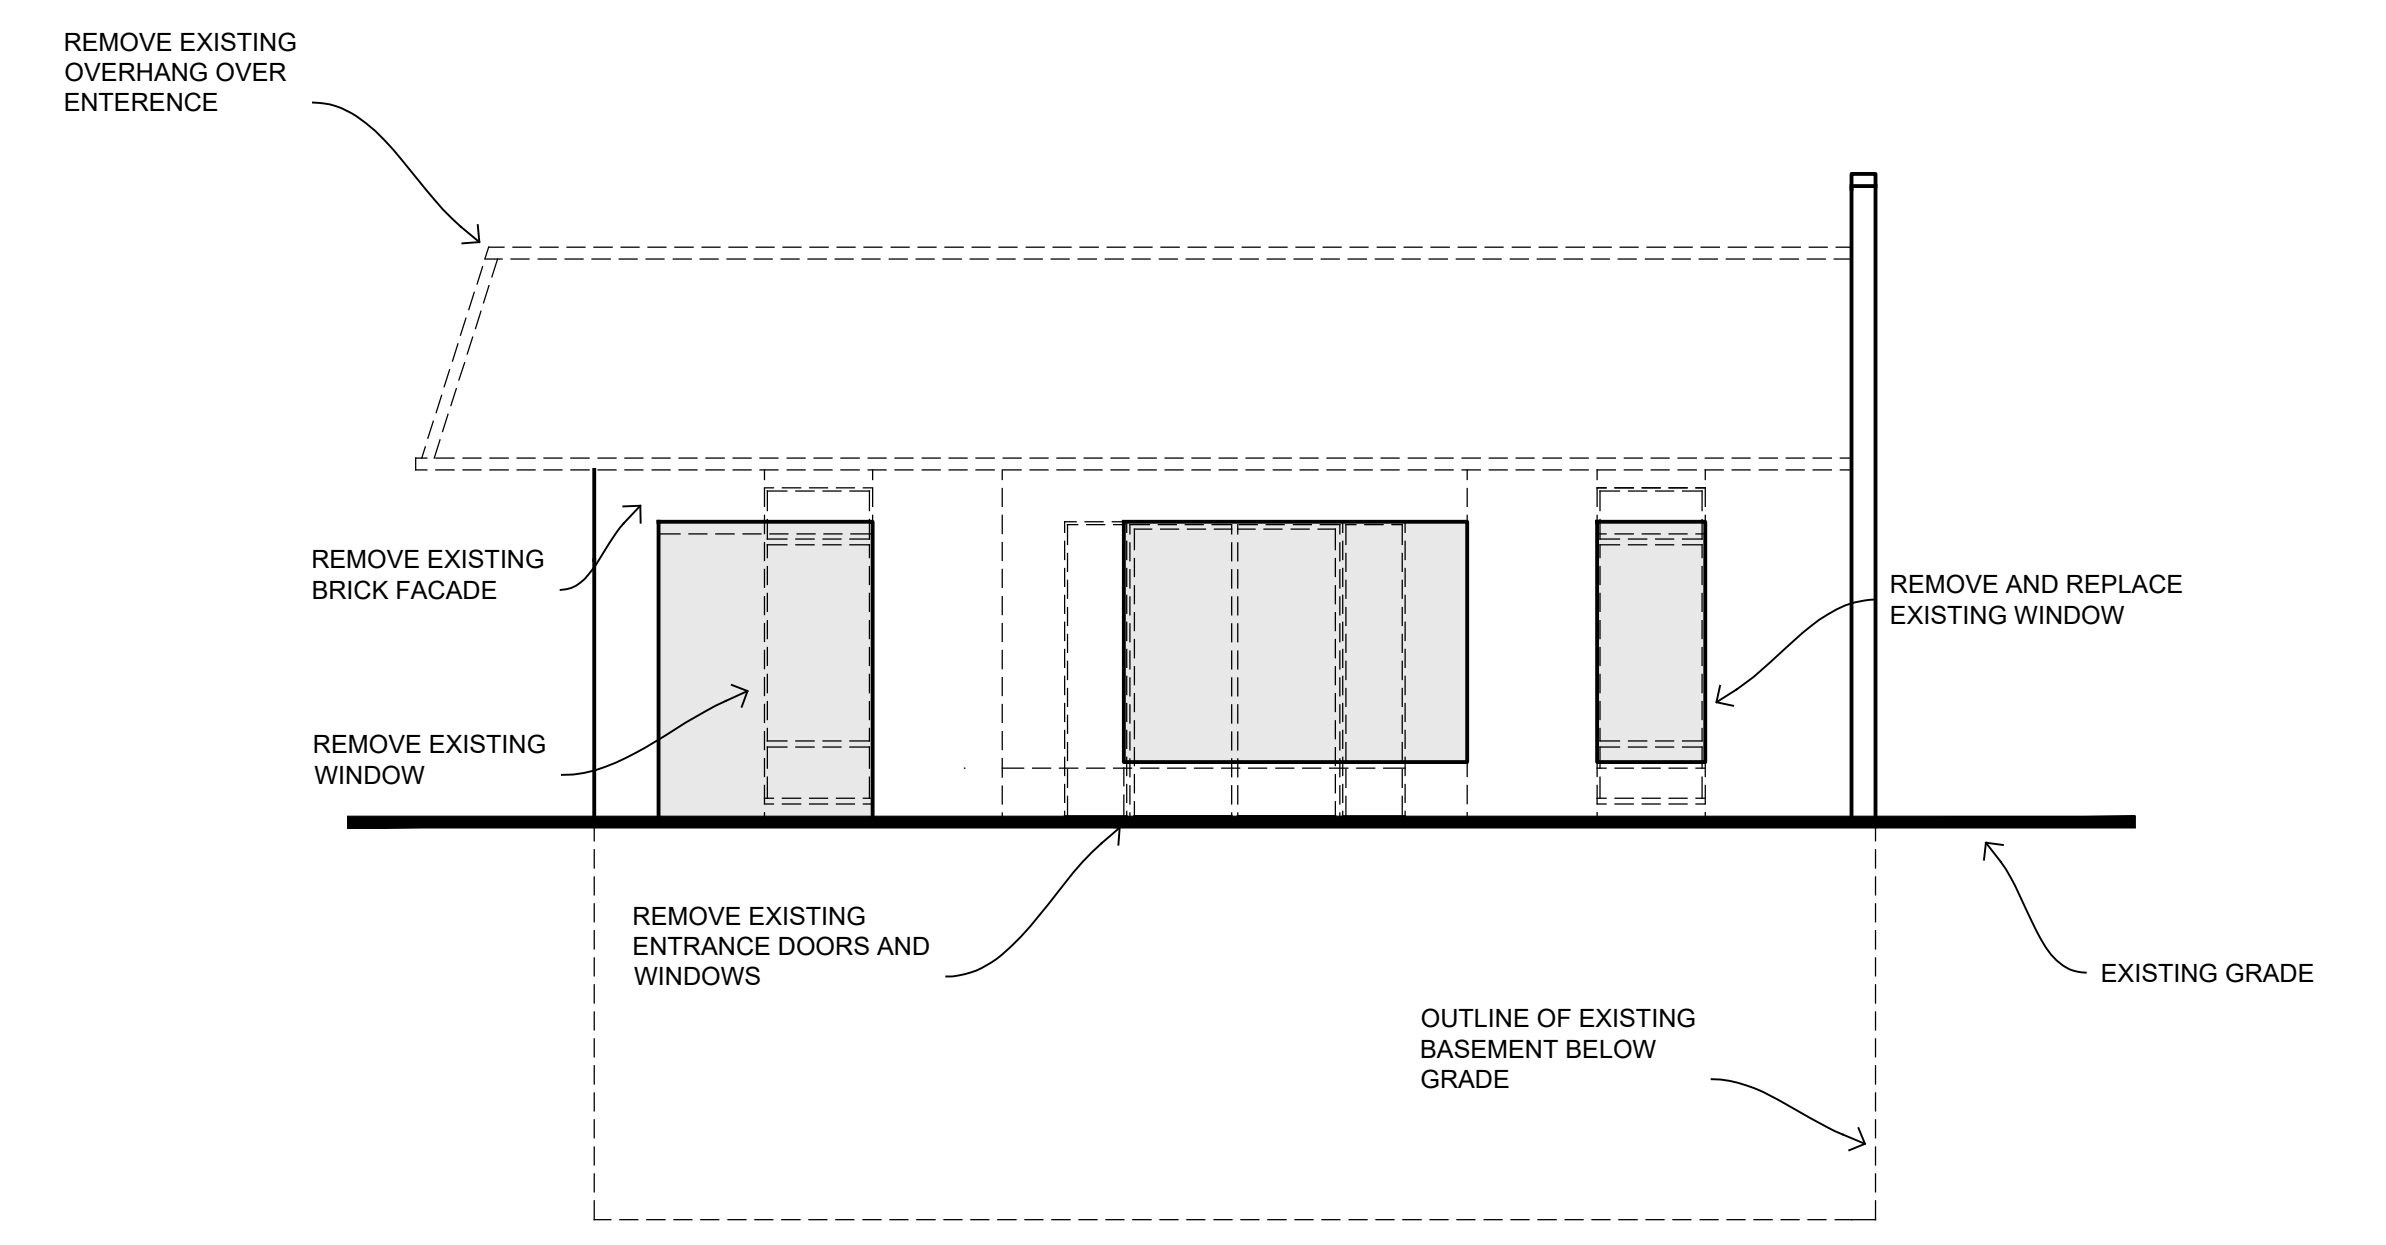 REMOVE EXISTING
OVERHANG OVER
ENTERENCE
REMOVE EXISTING
BRICK FACADE
REMOVE AND REPLACE
EXISTING WINDOW
REMOVE EXISTING
WINDOW
REMOVE EXISTING
ENTRANCE DOORS AND
WINDOWS
EXISTING GRADE
OUTLINE OF EXISTING
BASEMENT BELOW
GRADE